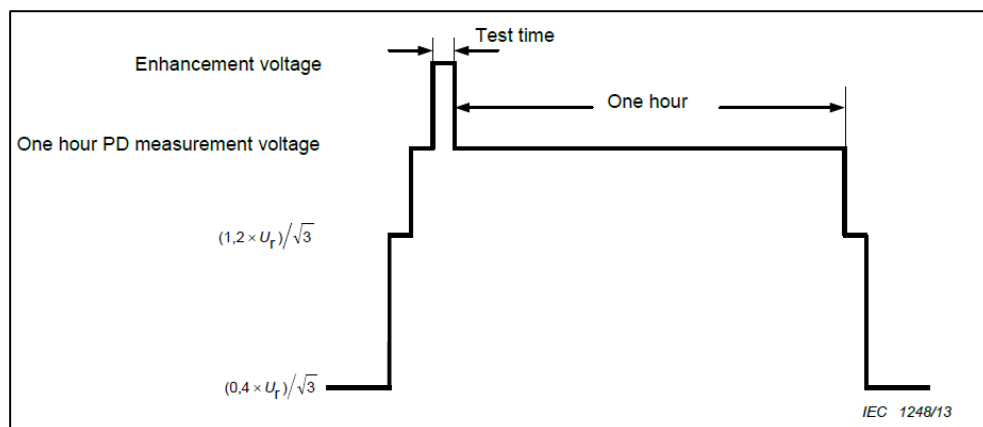 Test time
Enhancement voltage
One hour
One hour PD measurement voltage
(1,2 × Ur)/√3
(0,4 × Ur)/√3
IEC 1248/13